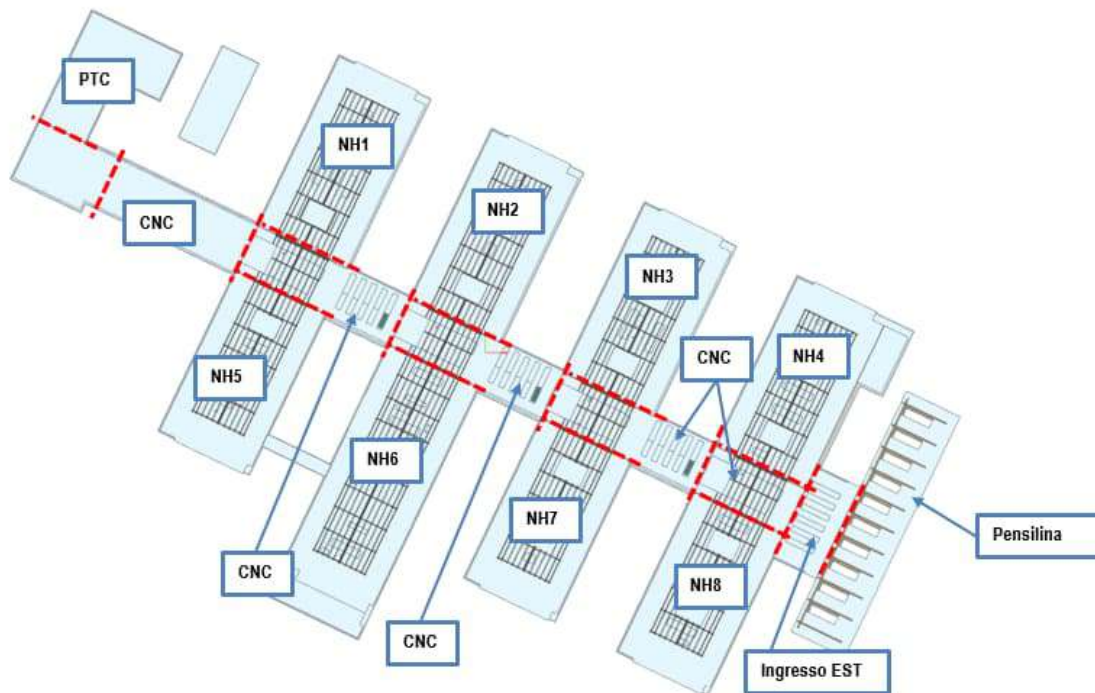 PTC
NH1
NH2
CNC
NH3
CNC
NH4
NH5
NH6
NH7
Pensilina
CNC
NH8
CNC
Ingresso EST